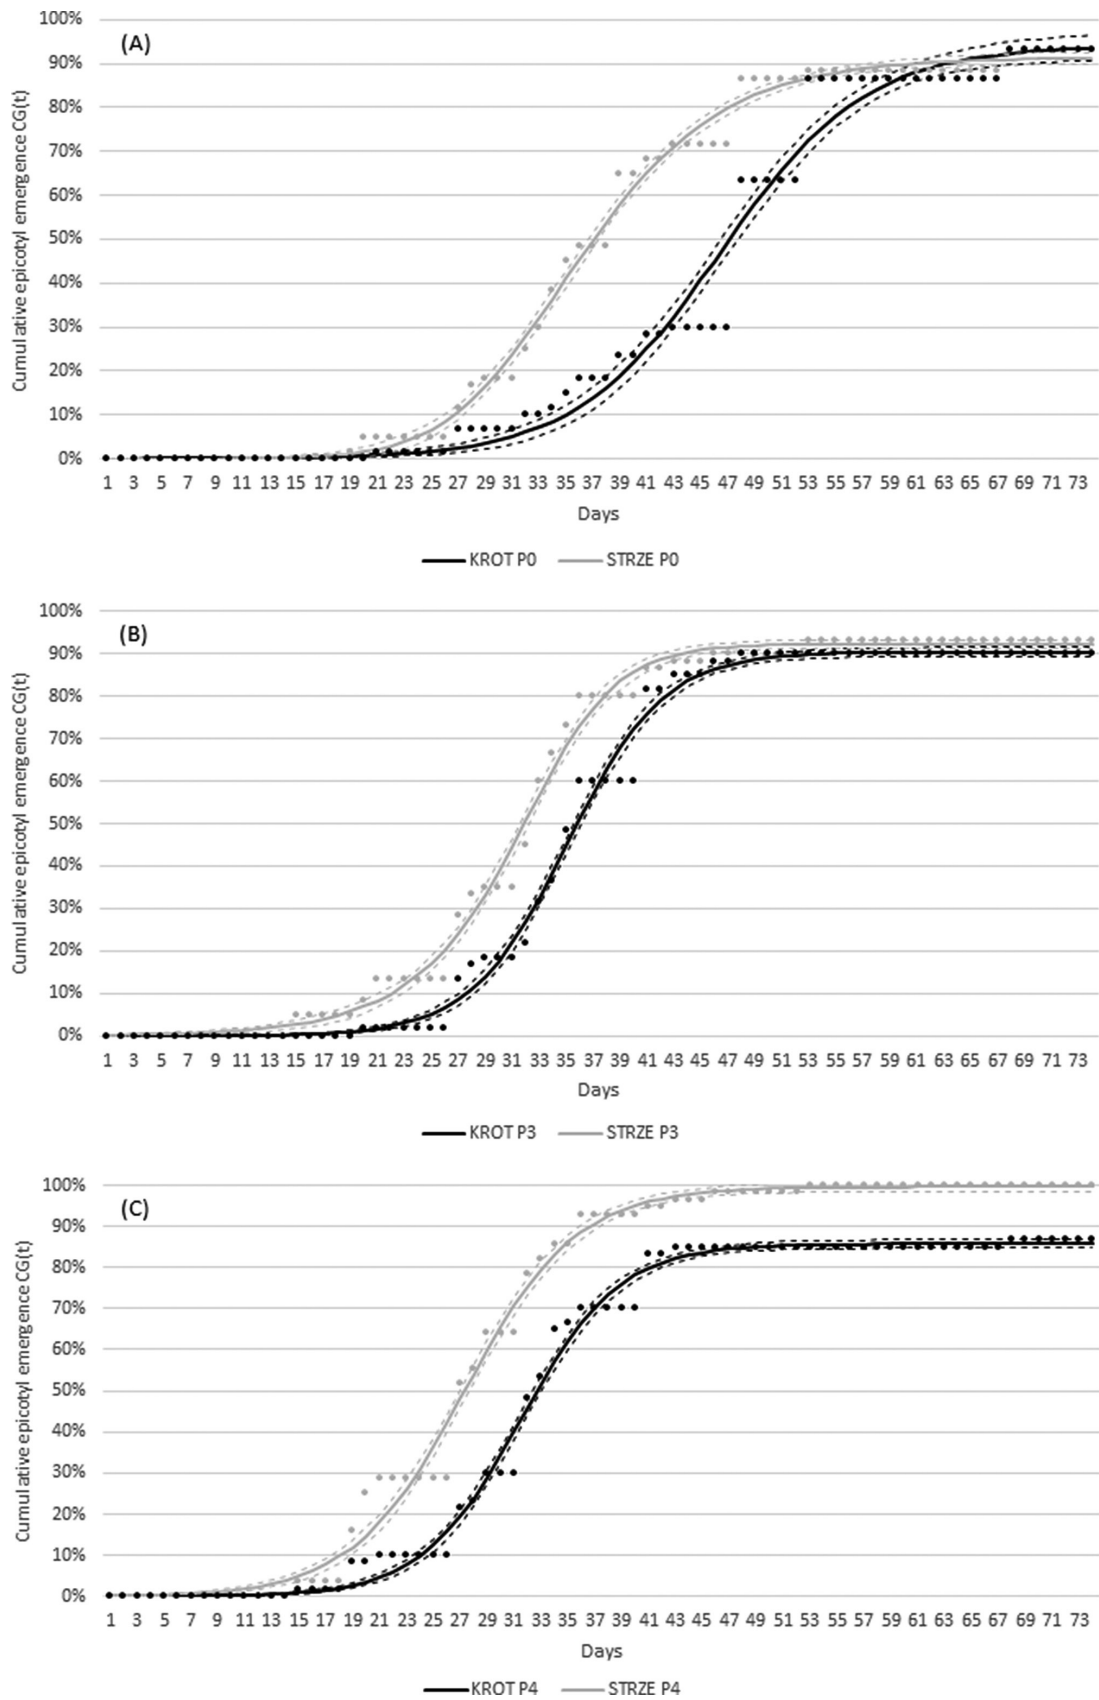 (A)
Cumulative epicotyl emergence CG(t)
100%
90%
80%
70%
60%
50%
40%
30%
20%
10%
0%
1 3 5 7 9 11 13 15 17 19 21 23 25 27 29 31 33 35 37 39 41 43 45 47 49 51 53 55 57 59 61 63 65 67 69 71 73
Days
KROT P0 STRZE P0
(B)
Cumulative epicotyl emergence CG(t)
100%
90%
80%
70%
60%
50%
40%
30%
20%
10%
0%
1 3 5 7 9 11 13 15 17 19 21 23 25 27 29 31 33 35 37 39 41 43 45 47 49 51 53 55 57 59 61 63 65 67 69 71 73
Days
KROT P3 STRZE P3
(C)
Cumulative epicotyl emergence CG(t)
100%
90%
80%
70%
60%
50%
40%
30%
20%
10%
0%
1 3 5 7 9 11 13 15 17 19 21 23 25 27 29 31 33 35 37 39 41 43 45 47 49 51 53 55 57 59 61 63 65 67 69 71 73
Days
KROT P4 STRZE P4